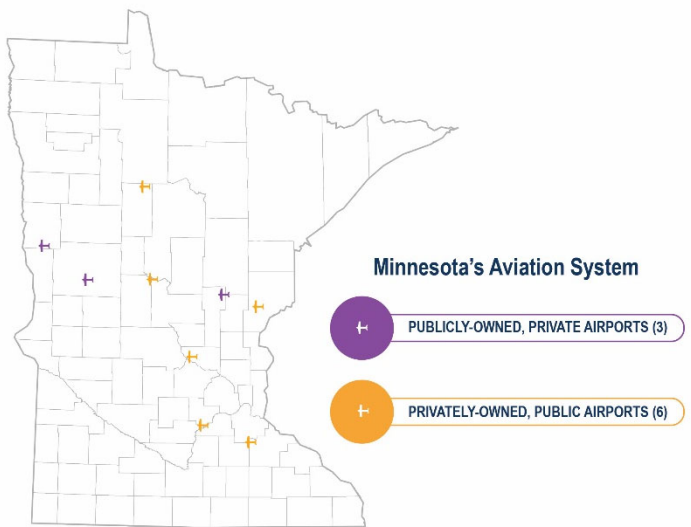 Minnesota's Aviation System
PUBLICLY-OWNED, PRIVATE AIRPORTS (3)
PRIVATELY-OWNED, PUBLIC AIRPORTS (6)